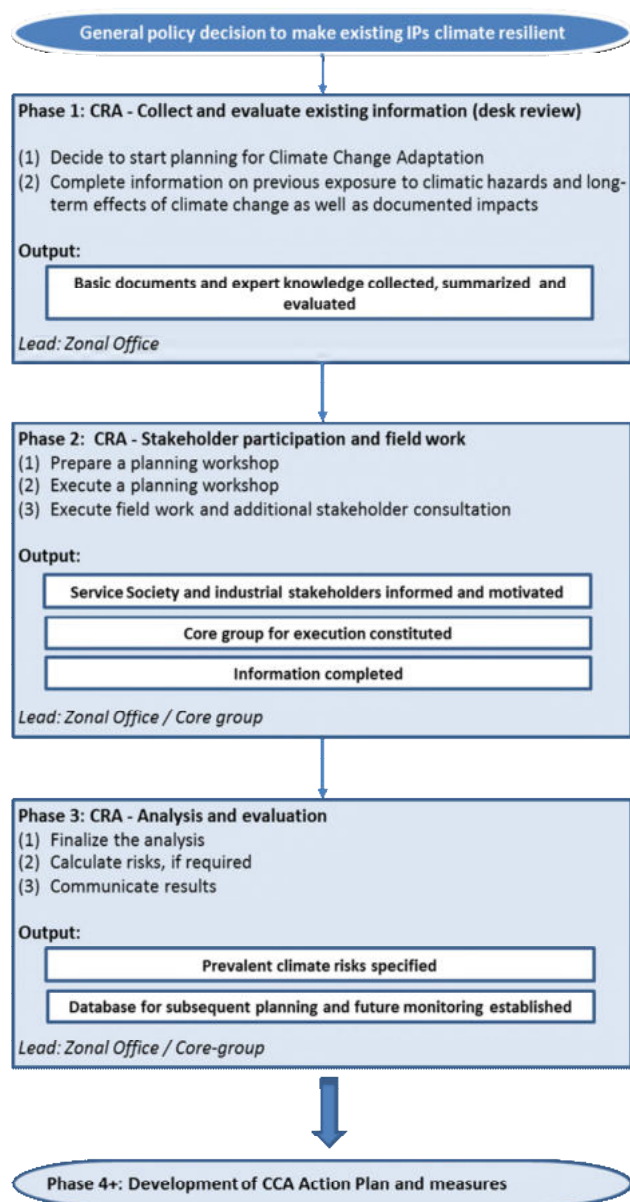 General policy decision to make existing IPs climate resilient
Phase 1: CRA - Collect and evaluate existing information (desk review)
(1) Decide to start planning for Climate Change Adaptation
(2) Complete information on previous exposure to climatic hazards and long-
term effects of climate change as well as documented impacts
Output:
Basic documents and expert knowledge collected, summarized and
evaluated
Lead: Zonal Office
Phase 2: CRA - Stakeholder participation and field work
(1) Prepare a planning workshop
(2) Execute a planning workshop
(3) Execute field work and additional stakeholder consultation
Output:
Service Society and industrial stakeholders informed and motivated
Core group for execution constituted
Information completed
Lead: Zonal Office / Core group
Phase 3: CRA - Analysis and evaluation
(1) Finalize the analysis
(2) Calculate risks, if required
(3) Communicate results
Output:
Prevalent climate risks specified
Database for subsequent planning and future monitoring established
Lead: Zonal Office / Core-group
Phase 4+: Development of CCA Action Plan and measures